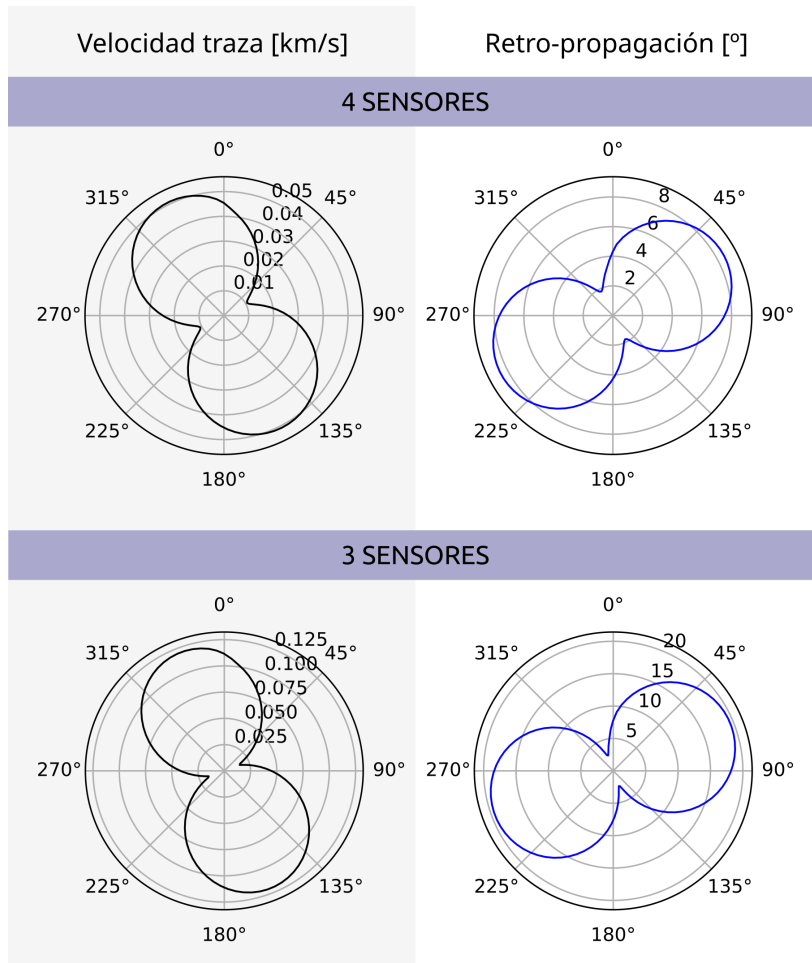 Velocidad traza [km/s] Retro-propagación [º]
4 SENSORES
0° 0°
315° 0.05 45° 315° 8 45°
0.04 6
0.03 4
0.02 2
0.01
270° 90° 270° 90°
225° 135° 225° 135°
180° 180°
3 SENSORES
0° 0°
315° 0.125 45° 315° 20 45°
0.100 15
0.075 10
0.050 5
0.025
270° 90° 270° 90°
225° 135° 225° 135°
180° 180°